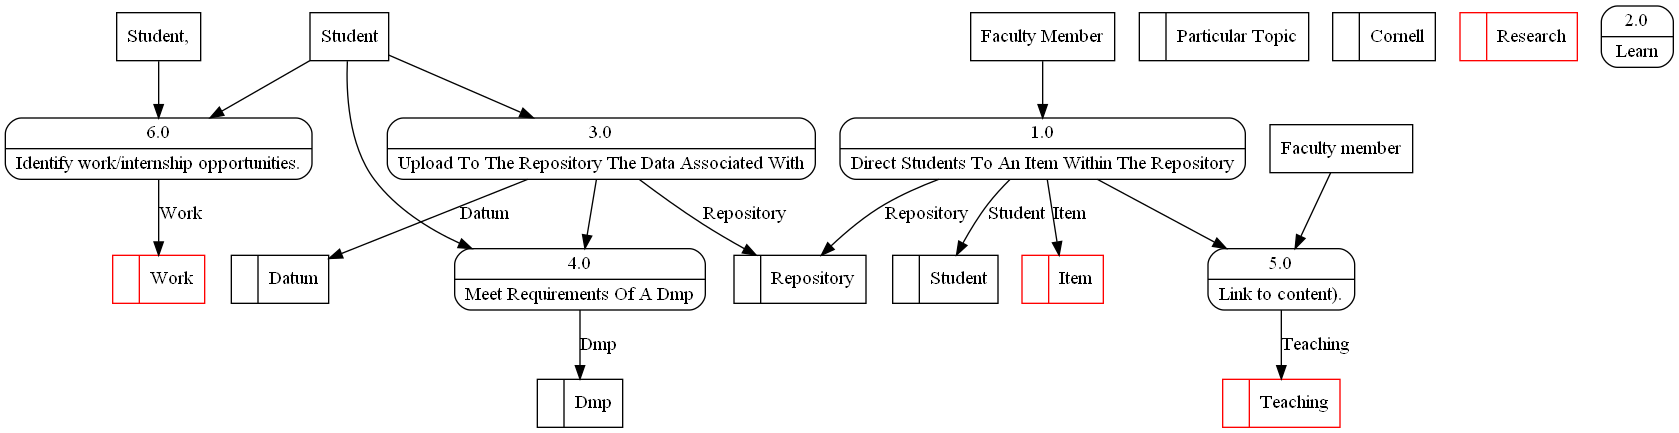 Student,
Student
Faculty Member
Particular Topic
Cornell
Research
2.0
Learn
6.0
Identify work/internship opportunities.
3.0
Upload To The Repository The Data Associated With
1.0
Direct Students To An Item Within The Repository
Faculty member
Work
Datum
Repository
Repository
Student
Item
Work
Datum
4.0
Meet Requirements Of A Dmp
Repository
Student
Item
5.0
Link to content).
Dmp
Teaching
Dmp
Teaching